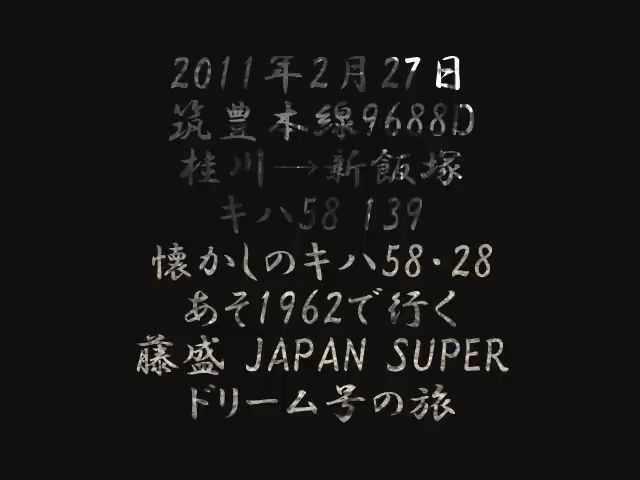 2011年2月27日
筑豊本線9688D
桂川→新飯塚
キハ58 139
懐かしのキハ58・28
あそ1962で行く
藤盛 JAPAN SUPER
ドリーム号の旅